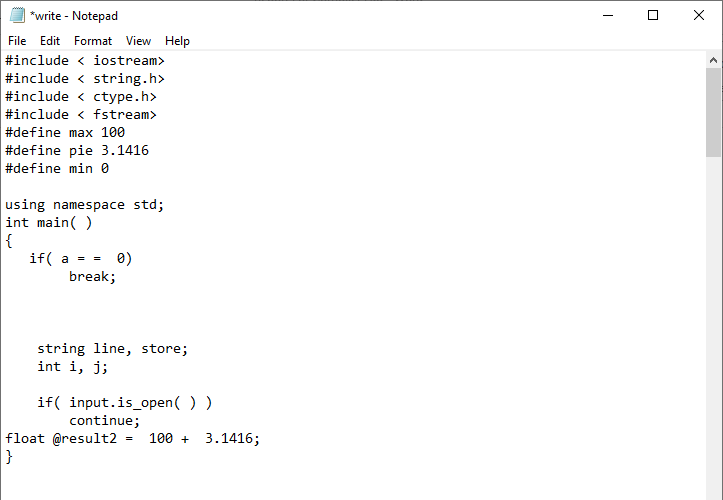 *write - Notepad
File Edit Format View Help
#include < iostream>
#include < string.h>
#include < ctype.h>
#include < fstream>
#define max 100
#define pie 3.1416
#define min 0

using namespace std;
int main( )
{
   if( a = =  0)
        break;

    string line, store;
    int i, j;

    if( input.is_open( ) )
        continue;
float @result2 =  100 +  3.1416;
}